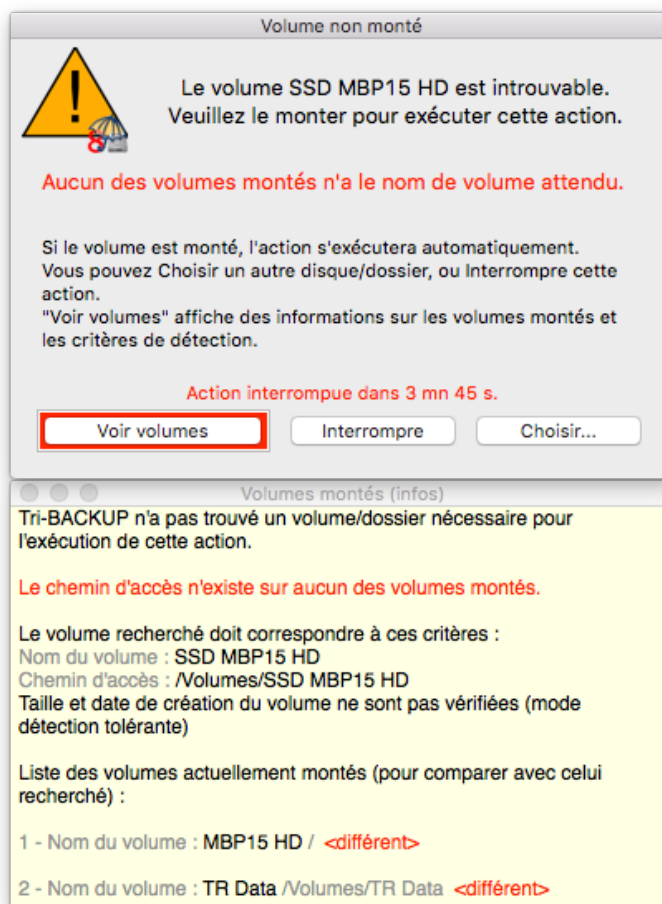 Volume non monté
Le volume SSD MBP15 HD est introuvable.
Veuillez le monter pour exécuter cette action.
Aucun des volumes montés n'a le nom de volume attendu.
Si le volume est monté, l'action s'exécutera automatiquement.
Vous pouvez Choisir un autre disque/dossier, ou Interrompre cette
action.
"Voir volumes" affiche des informations sur les volumes montés et
les critères de détection.
Action interrompue dans 3 mn 45 s.
Voir volumes
Interrompre
Choisir...
Volumes montés (infos)
Tri-BACKUP n'a pas trouvé un volume/dossier nécessaire pour
l'exécution de cette action.
Le chemin d'accès n'existe sur aucun des volumes montés.
Le volume recherché doit correspondre à ces critères :
Nom du volume : SSD MBP15 HD
Chemin d'accès : /Volumes/SSD MBP15 HD
Taille et date de création du volume ne sont pas vérifiées (mode
détection tolérante)
Liste des volumes actuellement montés (pour comparer avec celui
recherché) :
1 - Nom du volume : MBP15 HD / <différent>
2 - Nom du volume : TR Data /Volumes/TR Data <différent>